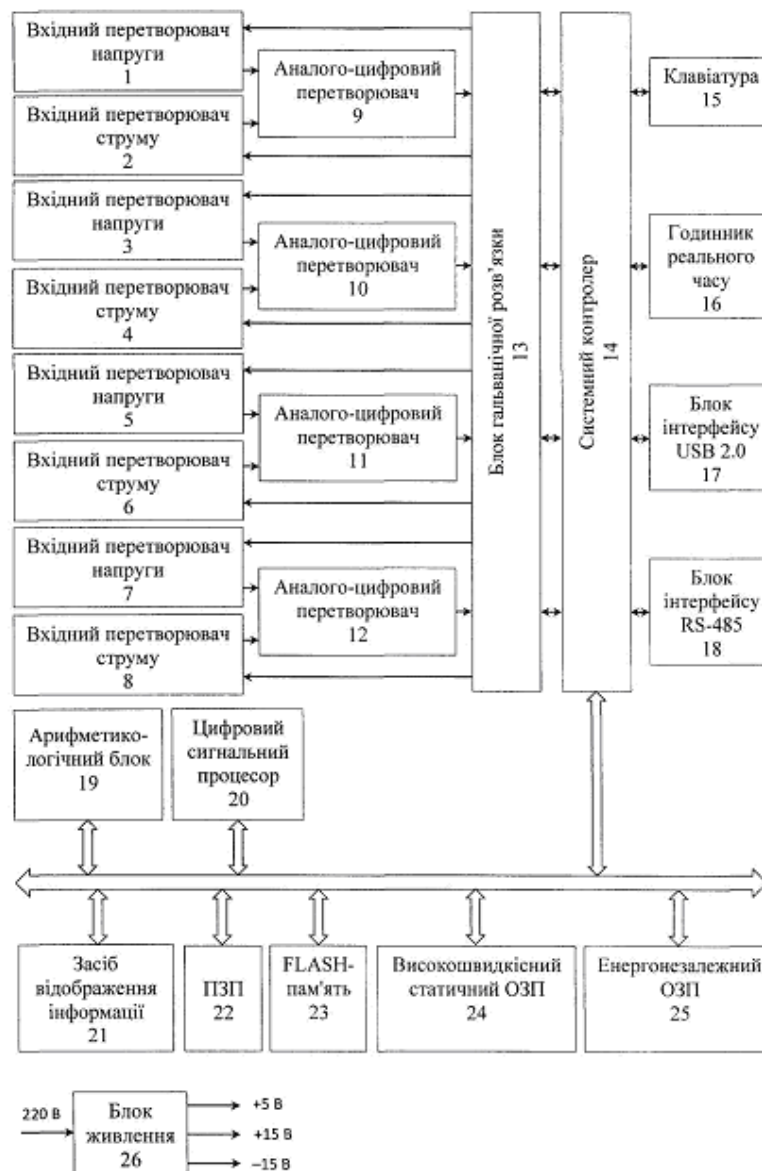 Вхідний перетворювач
напруги
1
Вхідний перетворювач
струму
2
Аналого-цифровий
перетворювач
9
Вхідний перетворювач
напруги
3
Вхідний перетворювач
струму
4
Аналого-цифровий
перетворювач
10
Вхідний перетворювач
напруги
5
Вхідний перетворювач
струму
6
Аналого-цифровий
перетворювач
11
Вхідний перетворювач
напруги
7
Вхідний перетворювач
струму
8
Аналого-цифровий
перетворювач
12
Блок гальванічної розв’язки
13
Системний контролер
14
Клавіатура
15
Годинник
реального
часу
16
Блок
інтерфейсу
USB 2.0
17
Блок
інтерфейсу
RS-485
18
Арифметико-
логічний блок
19
Цифровий
сигнальний
процесор
20
Засіб
відображення
інформації
21
ПЗП
22
FLASH-
пам'ять
23
Високошвидкісний
статичний ОЗП
24
Енергонезалежний
ОЗП
25
220 В
Блок
живлення
26
+5 В
+15 В
–15 В